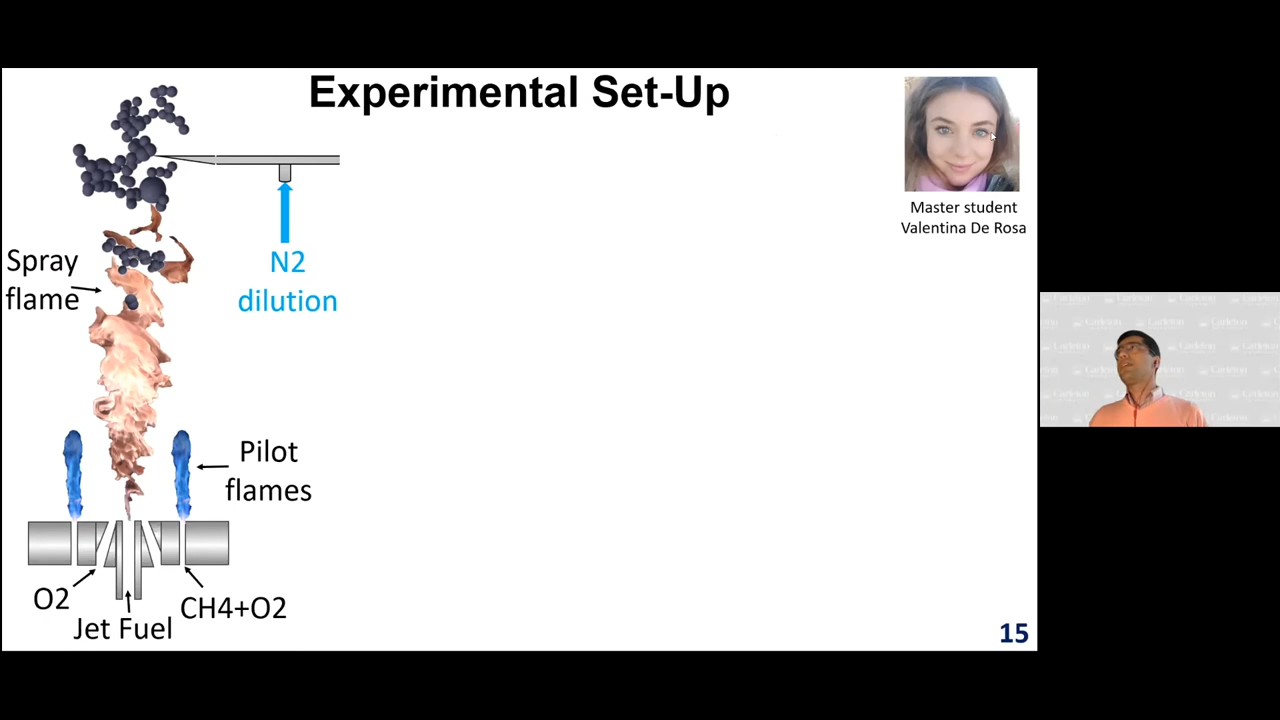 Experimental Set-Up
Master student
Valentina De Rosa
Spray
flame
N2
dilution
Pilot
flames
O2
Jet Fuel
CH4+O2
15
Carleton